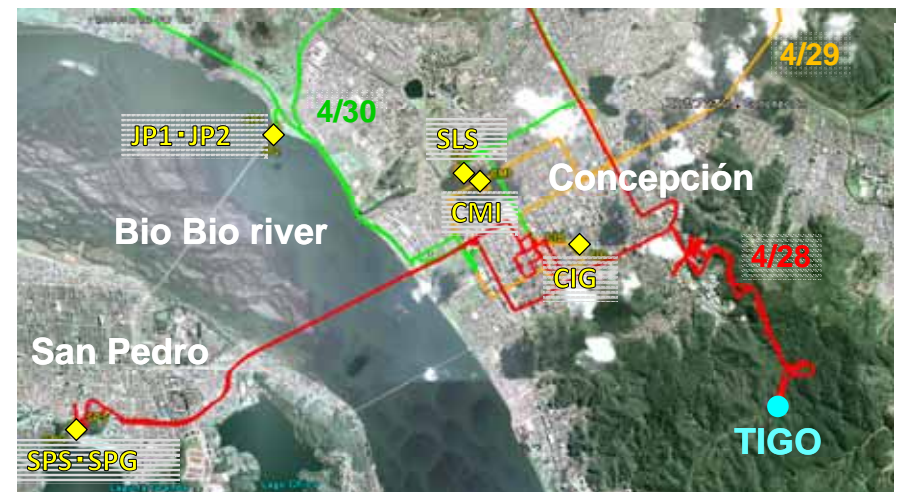 4/29
4/30
JP1・JP2
SLS
Concepción
CMI
Bio Bio river
4/28
CIG
San Pedro
TIGO
SPS・SPG